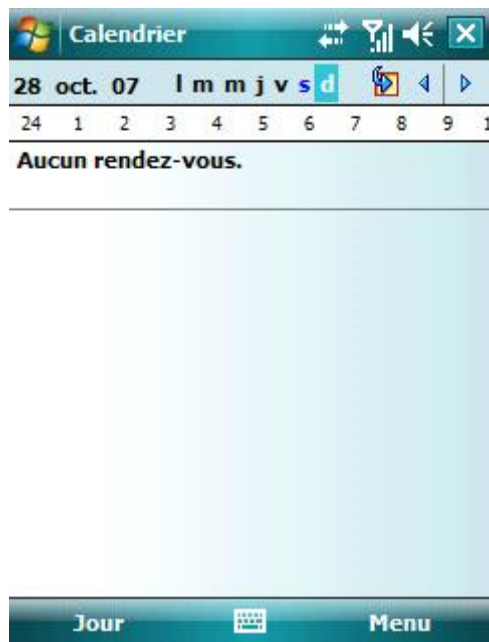 Calendrier
28 oct. 07 l m m j v s d
24 1 2 3 4 5 6 7 8 9 1
Aucun rendez-vous.
Jour Menu